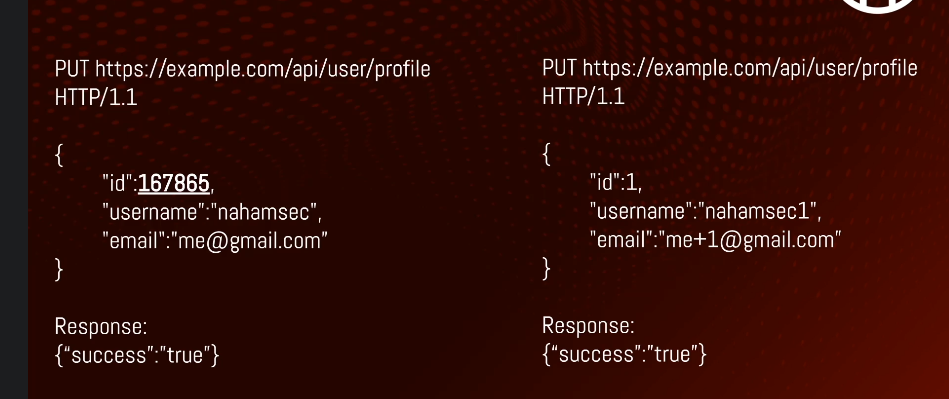 PUT https://example.com/api/user/profile
HTTP/1.1
{
"id":167865,
"username":"nahamsec",
"email":"me@gmail.com”
}
Response:
{“success”:”true”}
PUT https://example.com/api/user/profile
HTTP/1.1
{
"id":1,
"username":"nahamsec1",
"email":"me+1@gmail.com”
}
Response:
{“success”:”true”}